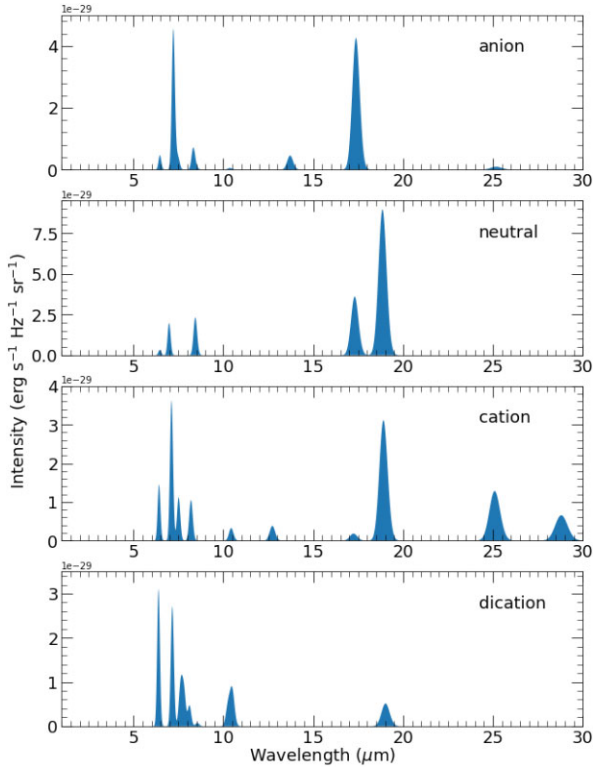 1e−29
anion
4
2
0
5 10 15 20 25 30
1e−29
neutral
7.5
5.0
2.5
0.0
5 10 15 20 25 30
Intensity (erg s⁻¹ Hz⁻¹ sr⁻¹)
1e−29
cation
4
3
2
1
0
5 10 15 20 25 30
1e−29
dication
3
2
1
0
5 10 15 20 25 30
Wavelength (μm)